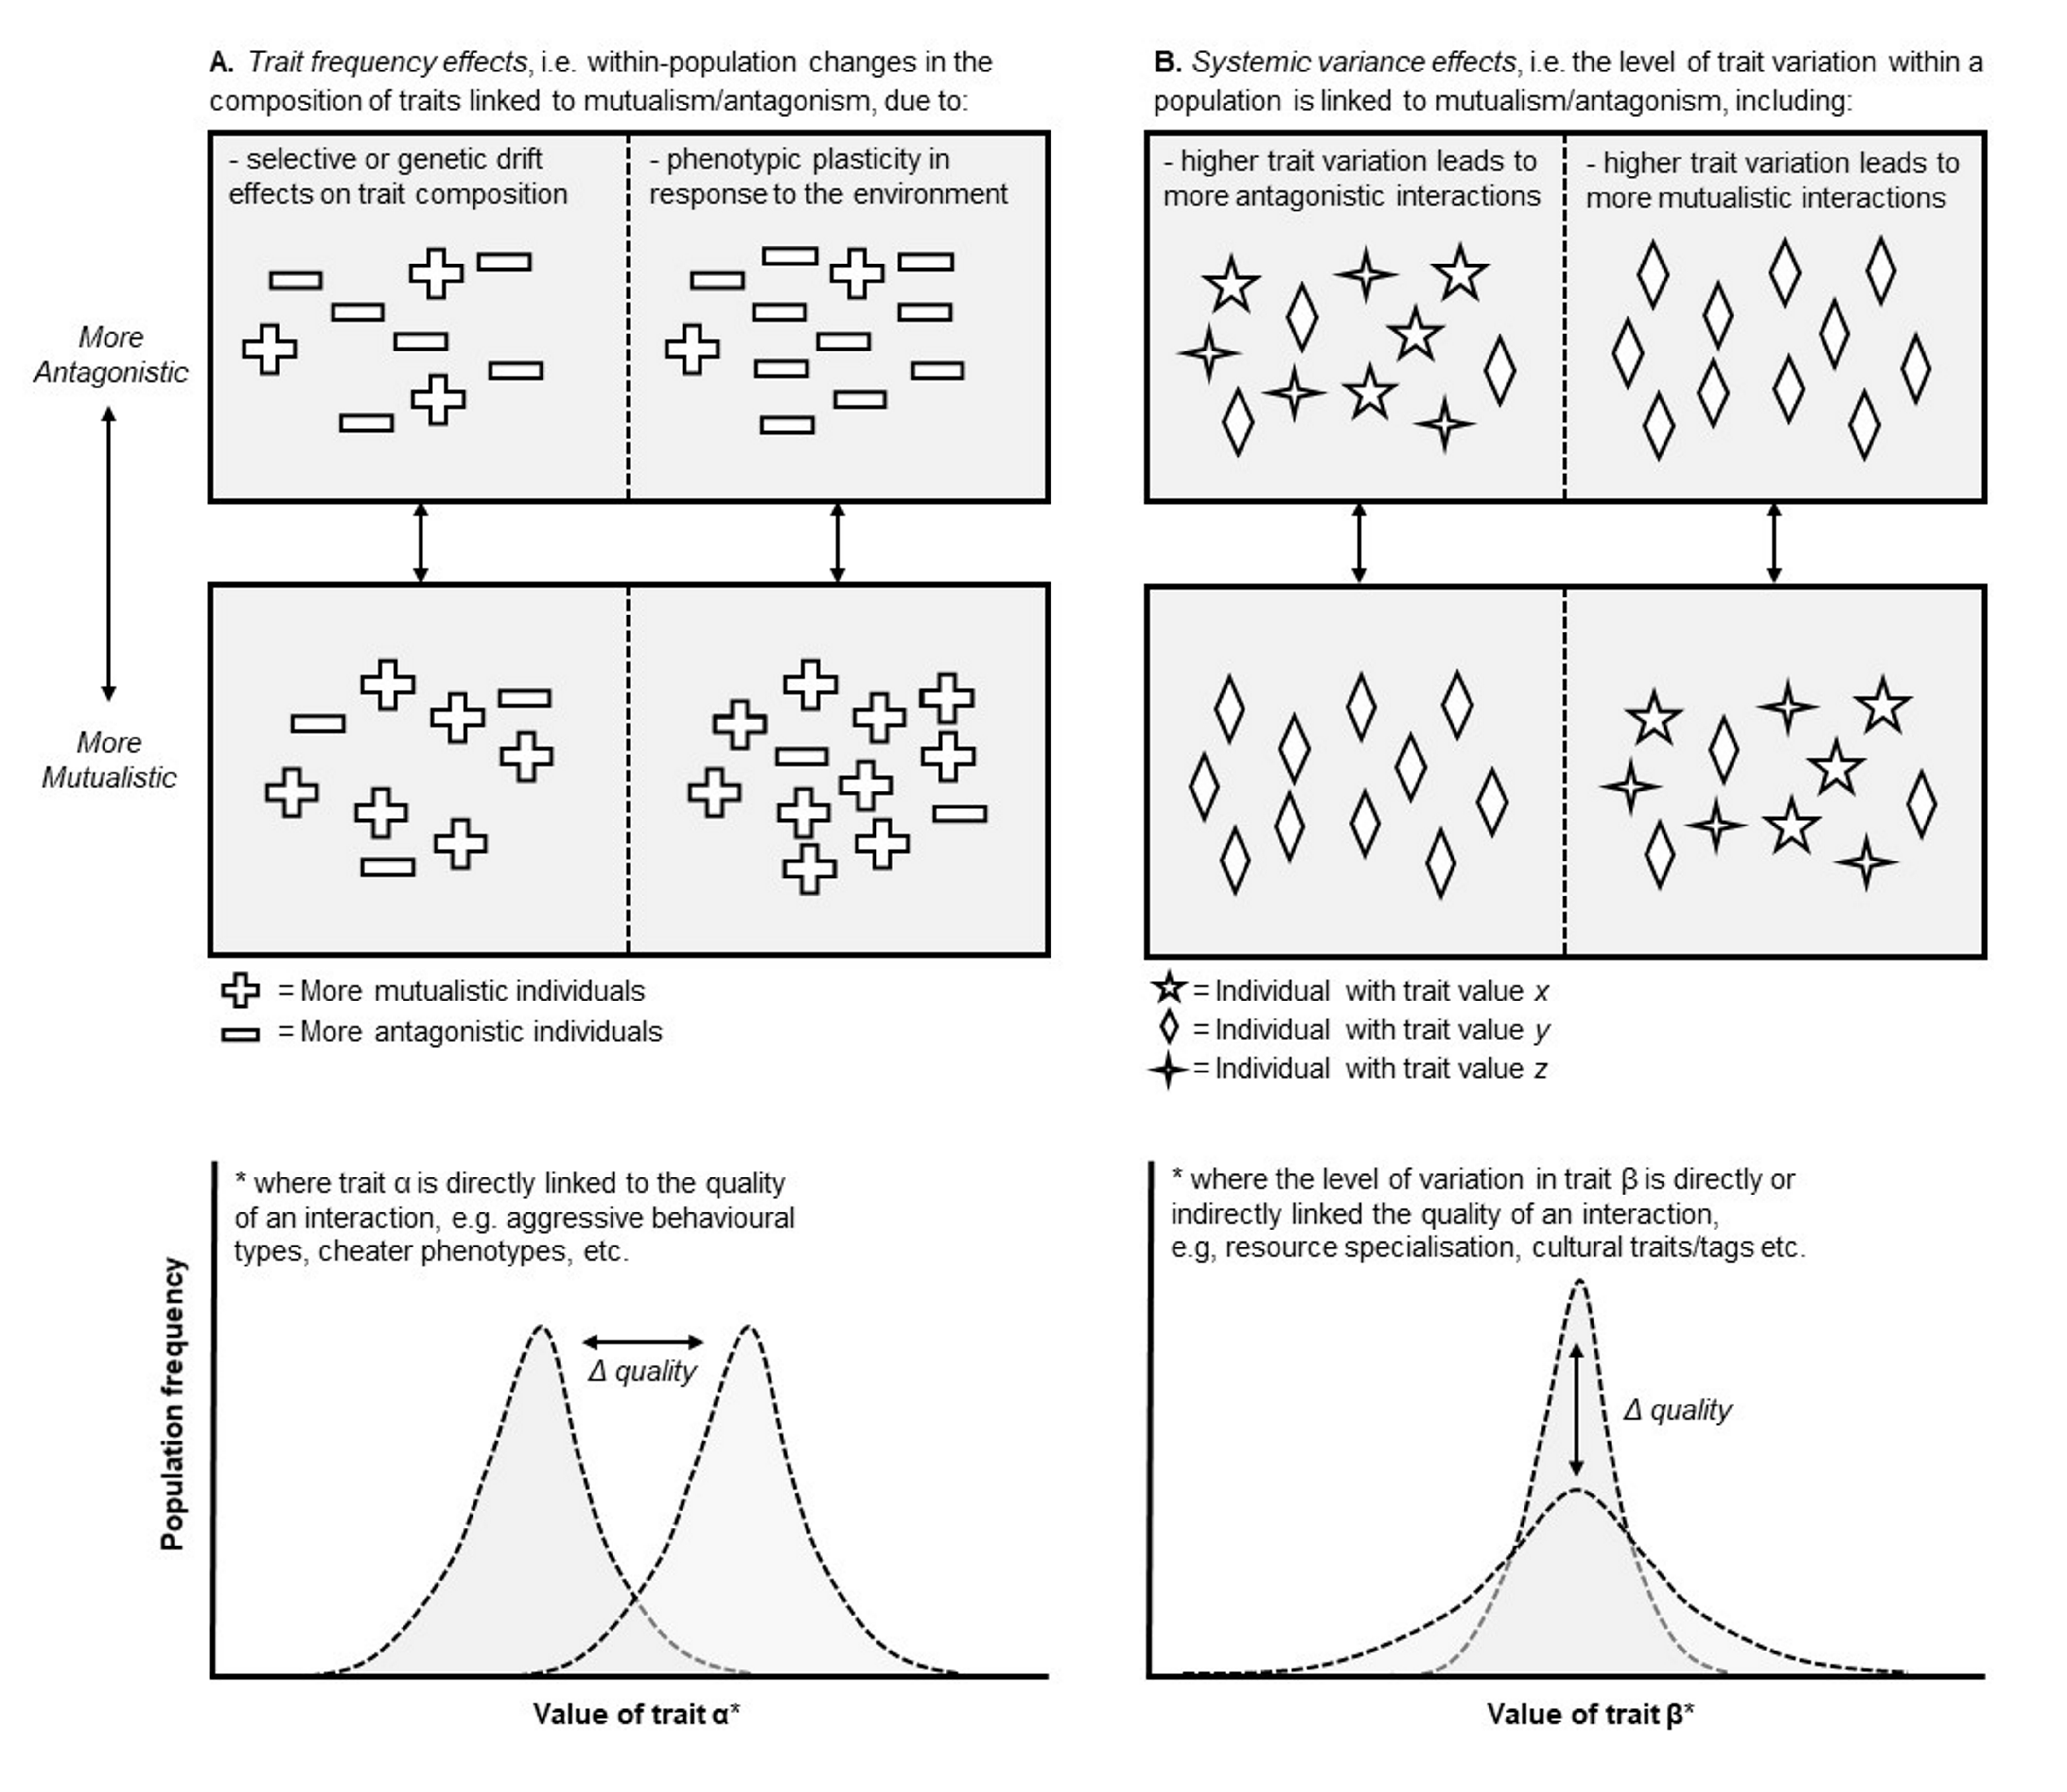 A. Trait frequency effects, i.e. within-population changes in the
composition of traits linked to mutualism/antagonism, due to:
- selective or genetic drift
effects on trait composition
- phenotypic plasticity in
response to the environment
More
Antagonistic
More
Mutualistic
= More mutualistic individuals
= More antagonistic individuals
B. Systemic variance effects, i.e. the level of trait variation within a
population is linked to mutualism/antagonism, including:
- higher trait variation leads to
more antagonistic interactions
- higher trait variation leads to
more mutualistic interactions
= Individual with trait value x
= Individual with trait value y
= Individual with trait value z
* where trait α is directly linked to the quality
of an interaction, e.g. aggressive behavioural
types, cheater phenotypes, etc.
Δ quality
Population frequency
Value of trait α*
* where the level of variation in trait β is directly or
indirectly linked the quality of an interaction,
e.g, resource specialisation, cultural traits/tags etc.
Δ quality
Value of trait β*